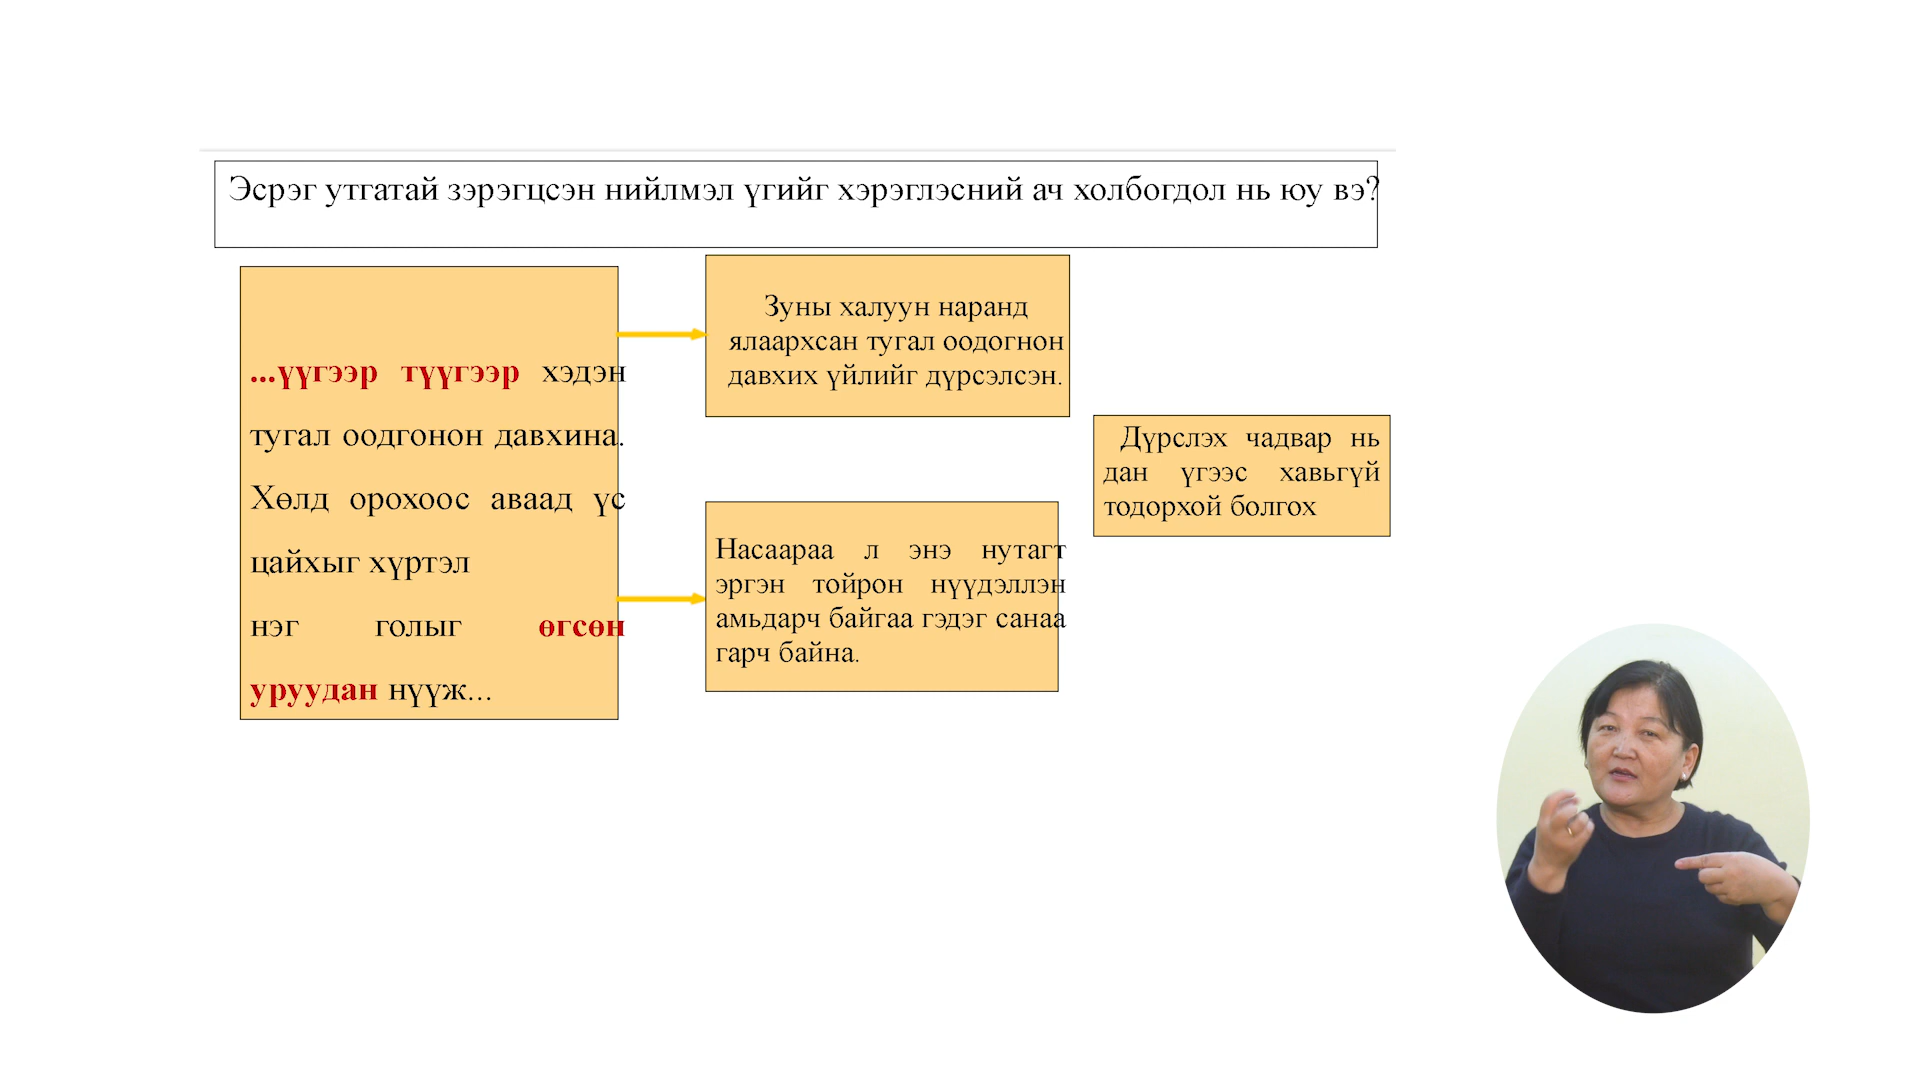 Эсрэг утгатай зэрэгцсэн нийлмэл үгийг хэрэглэсний ач холбогдол нь юу вэ?
...үүгээр түүгээр хэдэн
тугал оодгонон давхина.
Хөлд орохоос аваад үс
цайхыг хүртэл
нэг голыг өгсөн
уруудан нүүж...
Зуны халуун наранд
ялаархсан тугал оодогнон
давхих үйлийг дүрсэлсэн.
Насаараа л энэ нутагт
эргэн тойрон нүүдэллэн
амьдарч байгаа гэдэг санаа
гарч байна.
Дүрслэх чадвар нь
дан үгээс хавьгүй
тодорхой болгох